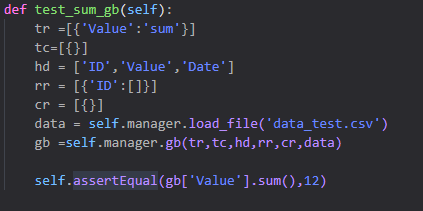 def test_sum_gb(self):
    tr =[{'Value':'sum'}]
    tc=[{}]
    hd = ['ID','Value','Date']
    rr = [{'ID':[]}]
    cr = [{}]
    data = self.manager.load_file('data_test.csv')
    gb =self.manager.gb(tr,tc,hd,rr,cr,data)

    self.assertEqual(gb['Value'].sum(),12)